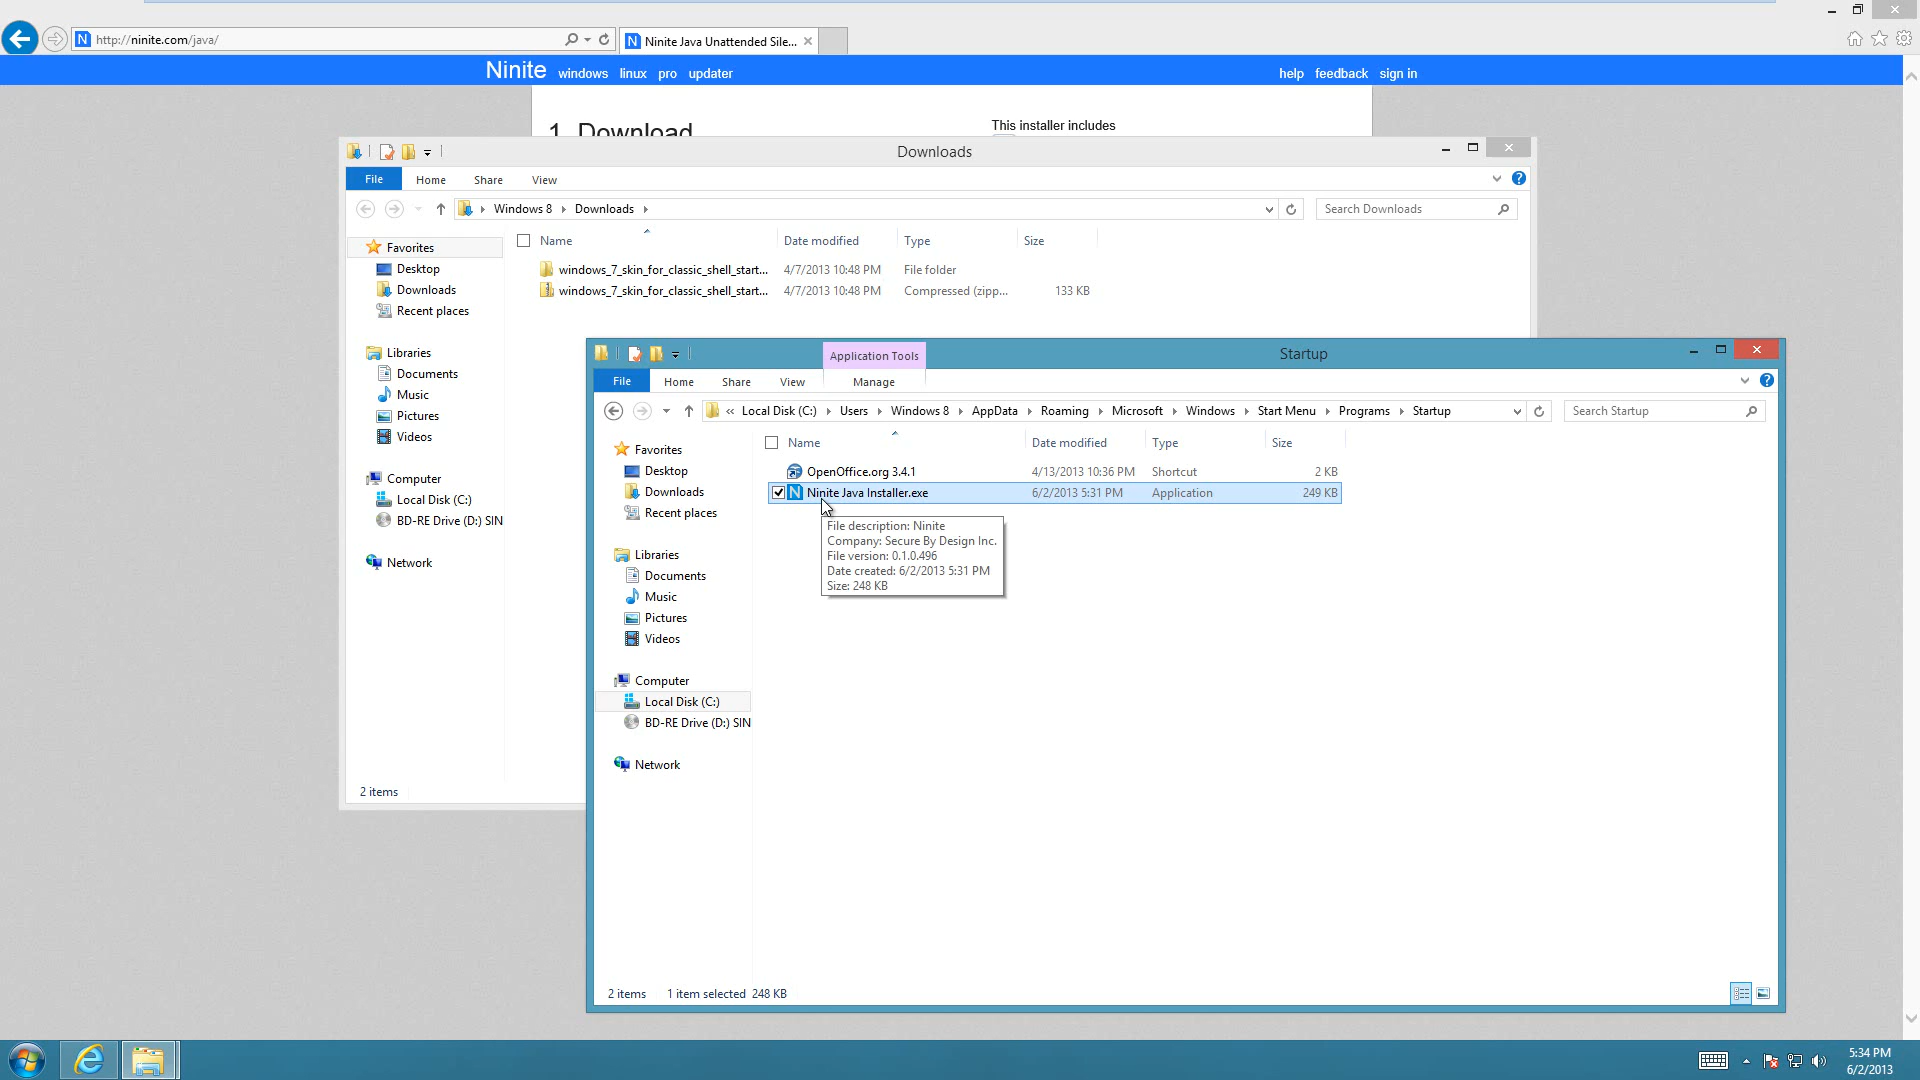 http://ninite.com/java/
Ninite Java Unattended Sile...
Ninite windows linux pro updater help feedback sign in
1. Download
This installer includes
Downloads
File Home Share View
Windows 8 Downloads
Search Downloads
Name Date modified Type Size
windows_7_skin_for_classic_shell_start... 4/7/2013 10:48 PM File folder
windows_7_skin_for_classic_shell_start... 4/7/2013 10:48 PM Compressed (zipp... 133 KB
Favorites
Desktop
Downloads
Recent places
Libraries
Documents
Music
Pictures
Videos
Computer
Local Disk (C:)
BD-RE Drive (D:) SIN
Network
2 items
Application Tools
Startup
File Home Share View Manage
« Local Disk (C:) Users Windows 8 AppData Roaming Microsoft Windows Start Menu Programs Startup
Search Startup
Name Date modified Type Size
OpenOffice.org 3.4.1 4/13/2013 10:36 PM Shortcut 2 KB
Ninite Java Installer.exe 6/2/2013 5:31 PM Application 249 KB
File description: Ninite
Company: Secure By Design Inc.
File version: 0.1.0.496
Date created: 6/2/2013 5:31 PM
Size: 248 KB
Favorites
Desktop
Downloads
Recent places
Libraries
Documents
Music
Pictures
Videos
Computer
Local Disk (C:)
BD-RE Drive (D:) SIN
Network
2 items 1 item selected 248 KB
5:34 PM
6/2/2013